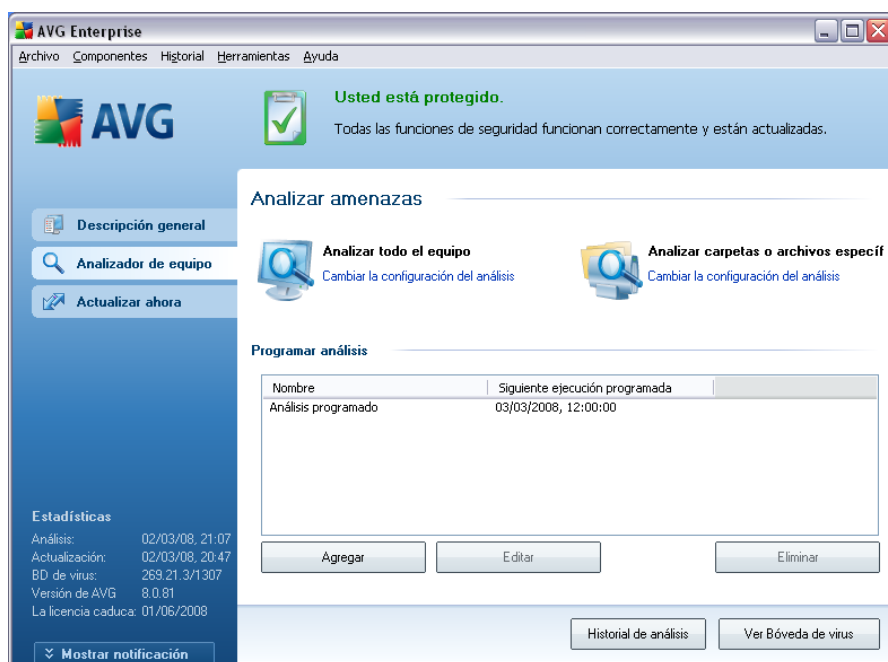 AVG Enterprise
Archivo Componentes Historial Herramientas Ayuda
AVG
Usted está protegido.
Todas las funciones de seguridad funcionan correctamente y están actualizadas.
Descripción general
Analizador de equipo
Actualizar ahora
Analizar amenazas
Analizar todo el equipo
Cambiar la configuración del análisis
Analizar carpetas o archivos específ
Cambiar la configuración del análisis
Programar análisis
Nombre Siguiente ejecución programada
Análisis programado 03/03/2008, 12:00:00
Agregar Editar Eliminar
Estadísticas
Análisis: 02/03/08, 21:07
Actualización: 02/03/08, 20:47
BD de virus: 269.21.3/1307
Versión de AVG 8.0.81
La licencia caduca: 01/06/2008
Mostrar notificación
Historial de análisis Ver Bóveda de virus